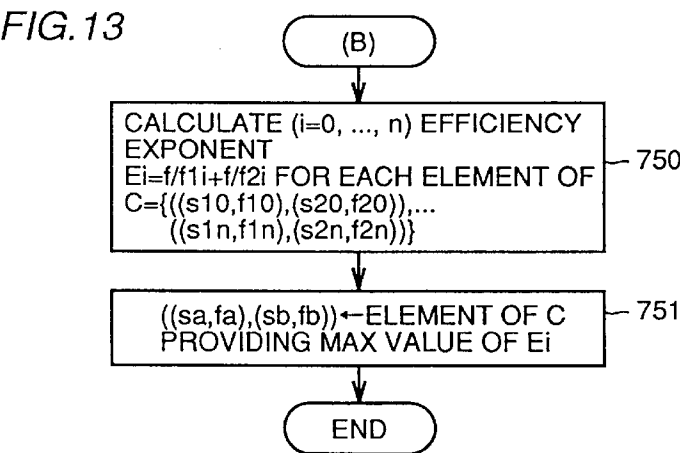 FIG.13
(B)
CALCULATE (i=0, ..., n) EFFICIENCY
EXPONENT
Ei=f/f1i+f/f2i FOR EACH ELEMENT OF
C={((s10,f10),(s20,f20)),...
((s1n,f1n),(s2n,f2n))}
750
((sa,fa),(sb,fb))←ELEMENT OF C
PROVIDING MAX VALUE OF Ei
751
END